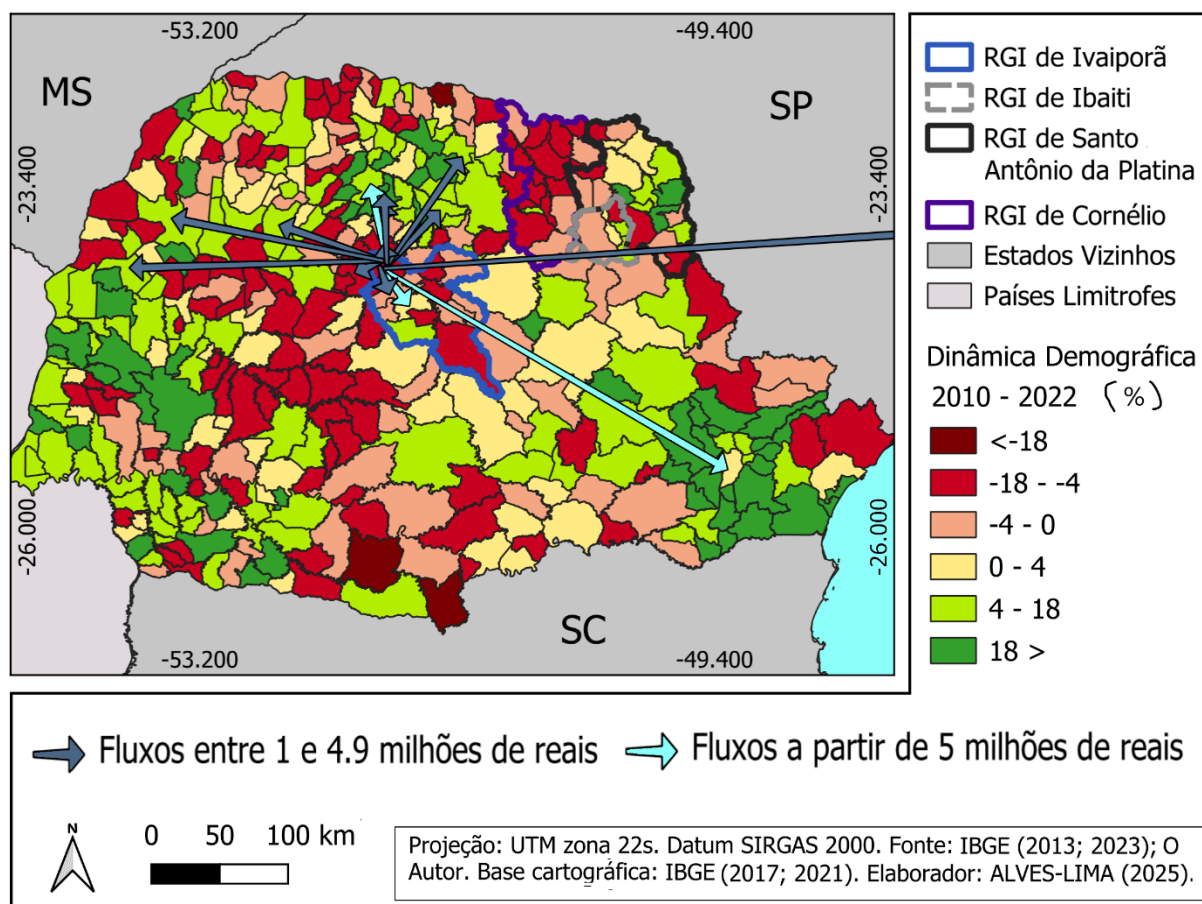 -53.200
-49.400
MS
SP
-23.400
-23.400
-26.000
-26.000
SC
-53.200
-49.400
RGI de Ivaiporã
RGI de Ibaiti
RGI de Santo
Antônio da Platina
RGI de Cornélio
Estados Vizinhos
Países Limitrofes
Dinâmica Demográfica
2010 - 2022 (%)
<-18
-18 - -4
-4 - 0
0 - 4
4 - 18
18 >
Fluxos entre 1 e 4.9 milhões de reais
Fluxos a partir de 5 milhões de reais
N
0 50 100 km
Projeção: UTM zona 22s. Datum SIRGAS 2000. Fonte: IBGE (2013; 2023); O
Autor. Base cartográfica: IBGE (2017; 2021). Elaborador: ALVES-LIMA (2025).